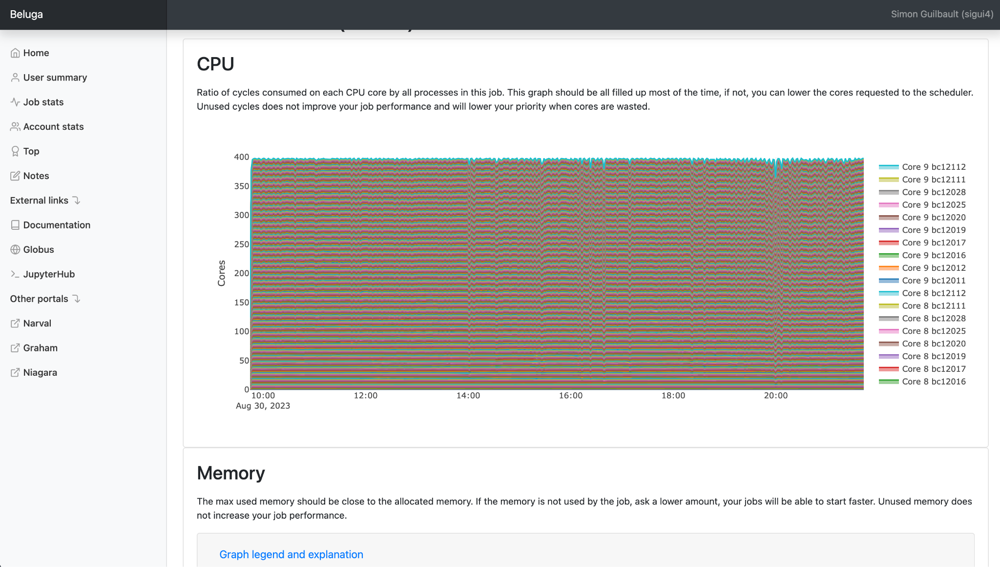 Beluga
Simon Guilbault (sigui4)
Home
User summary
Job stats
Account stats
Top
Notes
External links
Documentation
Globus
JupyterHub
Other portals
Narval
Graham
Niagara
CPU
Ratio of cycles consumed on each CPU core by all processes in this job. This graph should be all filled up most of the time, if not, you can lower the cores requested to the scheduler.
Unused cycles does not improve your job performance and will lower your priority when cores are wasted.
400
350
300
250
200
150
100
50
0
Cores
10:00
12:00
14:00
16:00
18:00
20:00
Aug 30, 2023
Core 9 bc12112
Core 9 bc12111
Core 9 bc12028
Core 9 bc12025
Core 9 bc12020
Core 9 bc12019
Core 9 bc12017
Core 9 bc12016
Core 9 bc12012
Core 9 bc12011
Core 8 bc12112
Core 8 bc12111
Core 8 bc12028
Core 8 bc12025
Core 8 bc12020
Core 8 bc12019
Core 8 bc12017
Core 8 bc12016
Memory
The max used memory should be close to the allocated memory. If the memory is not used by the job, ask a lower amount, your jobs will be able to start faster. Unused memory does
not increase your job performance.
Graph legend and explanation